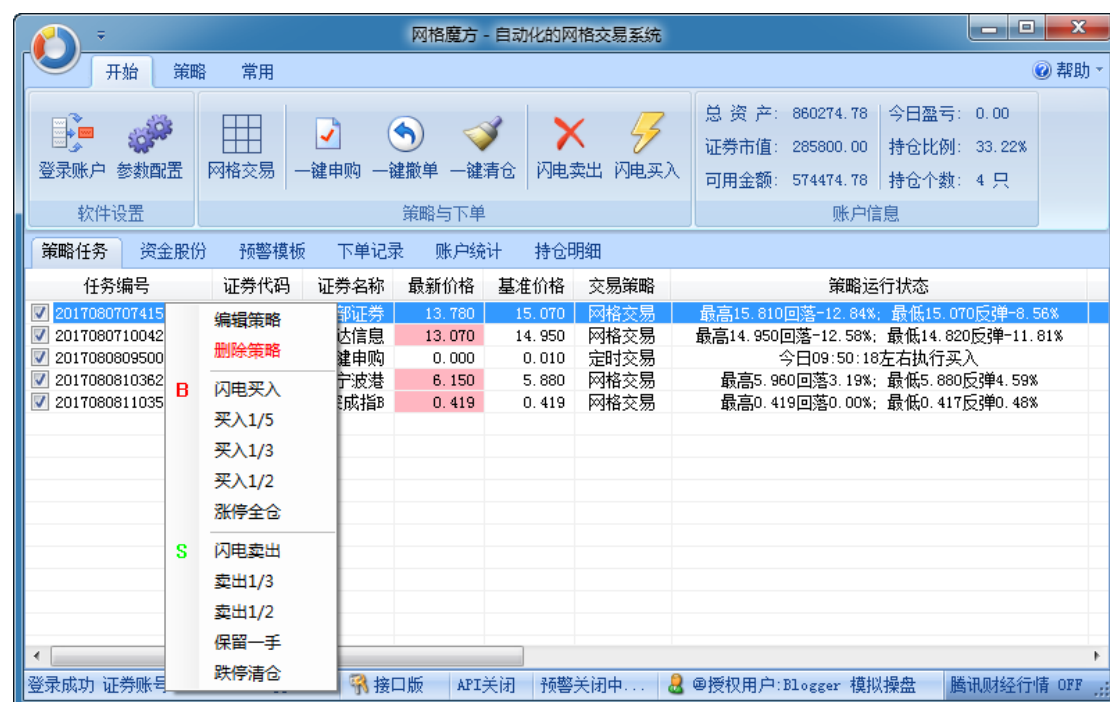 网格魔方 - 自动化的网格交易系统
开始 策略 常用 帮助
登录账户 参数配置 网格交易 一键申购 一键撤单 一键清仓 闪电卖出 闪电买入
软件设置 策略与下单 账户信息
总 资 产: 860274.78 今日盈亏: 0.00
证券市值: 285800.00 持仓比例: 33.22%
可用金额: 574474.78 持仓个数: 4 只
策略任务 资金股份 预警模板 下单记录 账户统计 持仓明细
任务编号 证券代码 证券名称 最新价格 基准价格 交易策略 策略运行状态
2017080707415 部证券 13.780 15.070 网格交易 最高15.810回落-12.84%; 最低15.070反弹-8.56%
2017080710042 达信息 13.070 14.950 网格交易 最高14.950回落-12.58%; 最低14.820反弹-11.81%
2017080809500 建申购 0.000 0.010 定时交易 今日09:50:18左右执行买入
2017080810362 宁波港 6.150 5.880 网格交易 最高5.960回落3.19%; 最低5.880反弹4.59%
2017080811035 成指B 0.419 0.419 网格交易 最高0.419回落0.00%; 最低0.417反弹0.48%
编辑策略
删除策略
B 闪电买入
买入1/5
买入1/3
买入1/2
涨停全仓
S 闪电卖出
卖出1/3
卖出1/2
保留一手
跌停清仓
登录成功 证券账号 接口版 API关闭 预警关闭中... @授权用户:Blogger 模拟操盘 腾讯财经行情 OFF